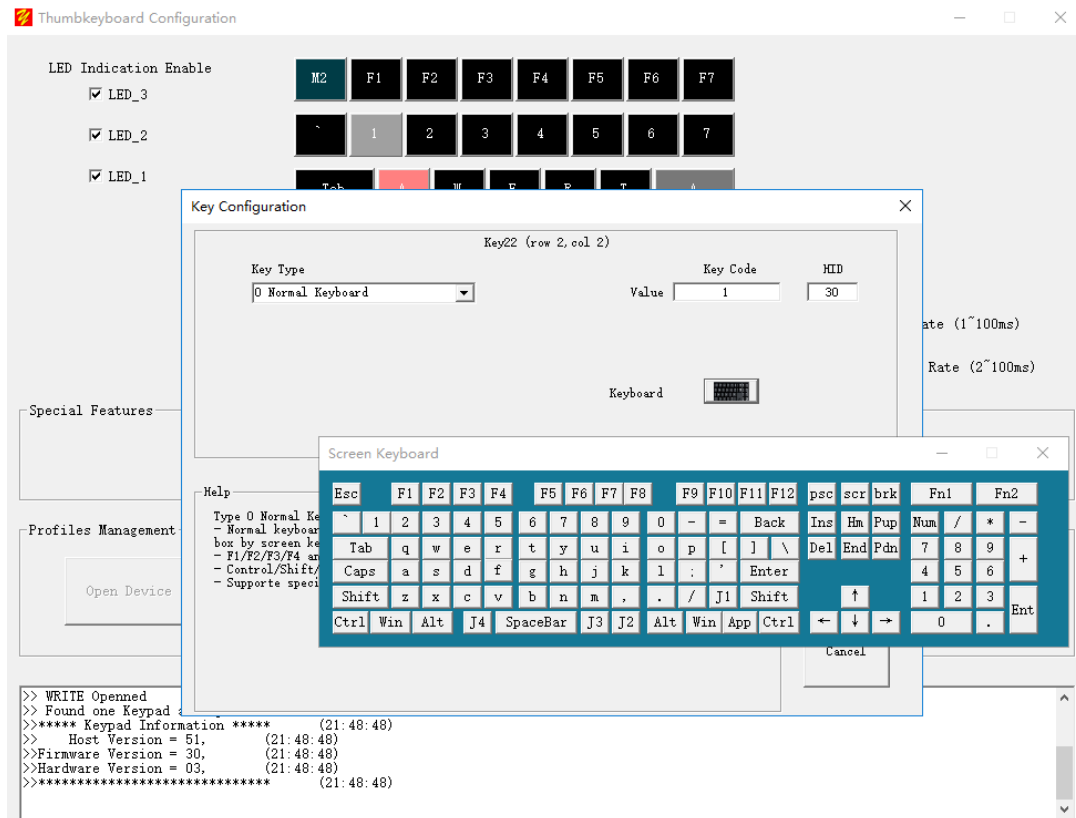 Thumbkeyboard Configuration
LED Indication Enable
LED_3
LED_2
LED_1
M2 F1 F2 F3 F4 F5 F6 F7
` 1 2 3 4 5 6 7
Tab A W E R T
Key Configuration
Key22 (row 2,col 2)
Key Type
Key Code HID
0 Normal Keyboard
Value 1 30
ate (1~100ms)
Rate (2~100ms)
Keyboard
Special Features
Screen Keyboard
Esc F1 F2 F3 F4 F5 F6 F7 F8 F9 F10 F11 F12 psc scr brk Fn1 Fn2
` 1 2 3 4 5 6 7 8 9 0 - = Back Ins Hm Pup Num / * -
Tab q w e r t y u i o p [ ] \ Del End Pdn 7 8 9 +
Caps a s d f g h j k l ; ' Enter 4 5 6
Shift z x c v b n m , . / J1 Shift ↑ 1 2 3 Ent
Ctrl Win Alt J4 SpaceBar J3 J2 Alt Win App Ctrl ← ↓ → 0 .
Help
Type 0 Normal Ke
- Normal keyboar
box by screen ke
- F1/F2/F3/F4 an
- Control/Shift/
- Supporte speci
Profiles Management
Open Device
Cancel
>> WRITE Openned
>> Found one Keypad
>>***** Keypad Information ***** (21:48:48)
>> Host Version = 51, (21:48:48)
>>Firmware Version = 30, (21:48:48)
>>Hardware Version = 03, (21:48:48)
>>****************************** (21:48:48)